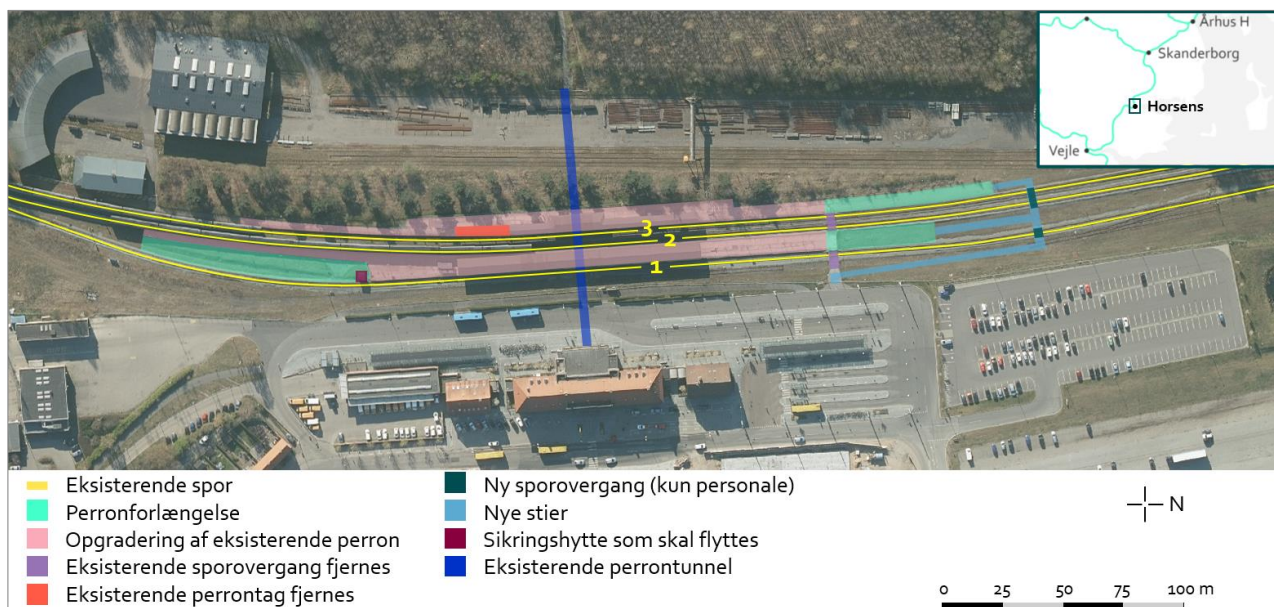 Århus H
Skanderborg
Horsens
Vejle
3
2
1
Eksisterende spor
Perronforlængelse
Opgradering af eksisterende perron
Eksisterende sporovergang fjernes
Eksisterende perrontag fjernes
Ny sporovergang (kun personale)
Nye stier
Sikringshytte som skal flyttes
Eksisterende perrontunnel
N
0 25 50 75 100 m